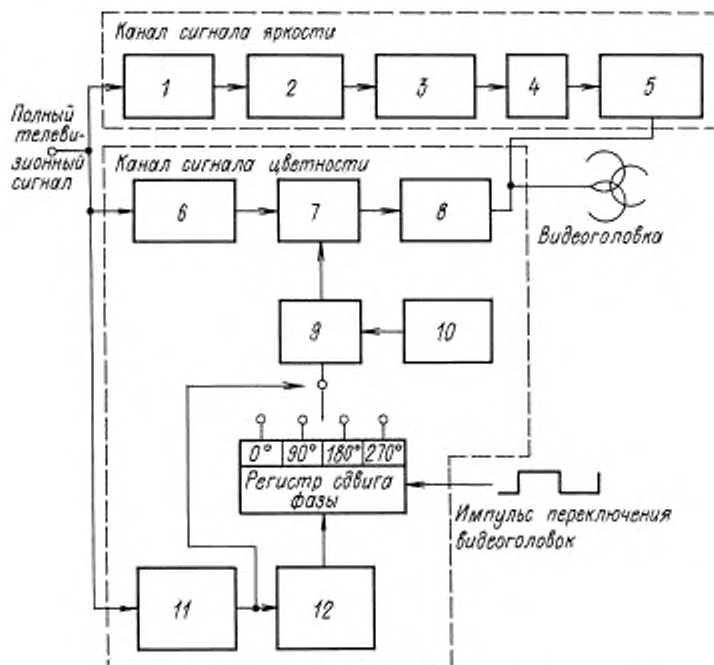 Канал сигнала яркости
1 2 3 4 5
Полный
телеви-
зионный
сигнал
Канал сигнала цветности
6 7 8
Видеоголовка
9 10
0° 90° 180° 270°
Регистр сдвига
фазы
Импульс переключения
видеоголовок
11 12